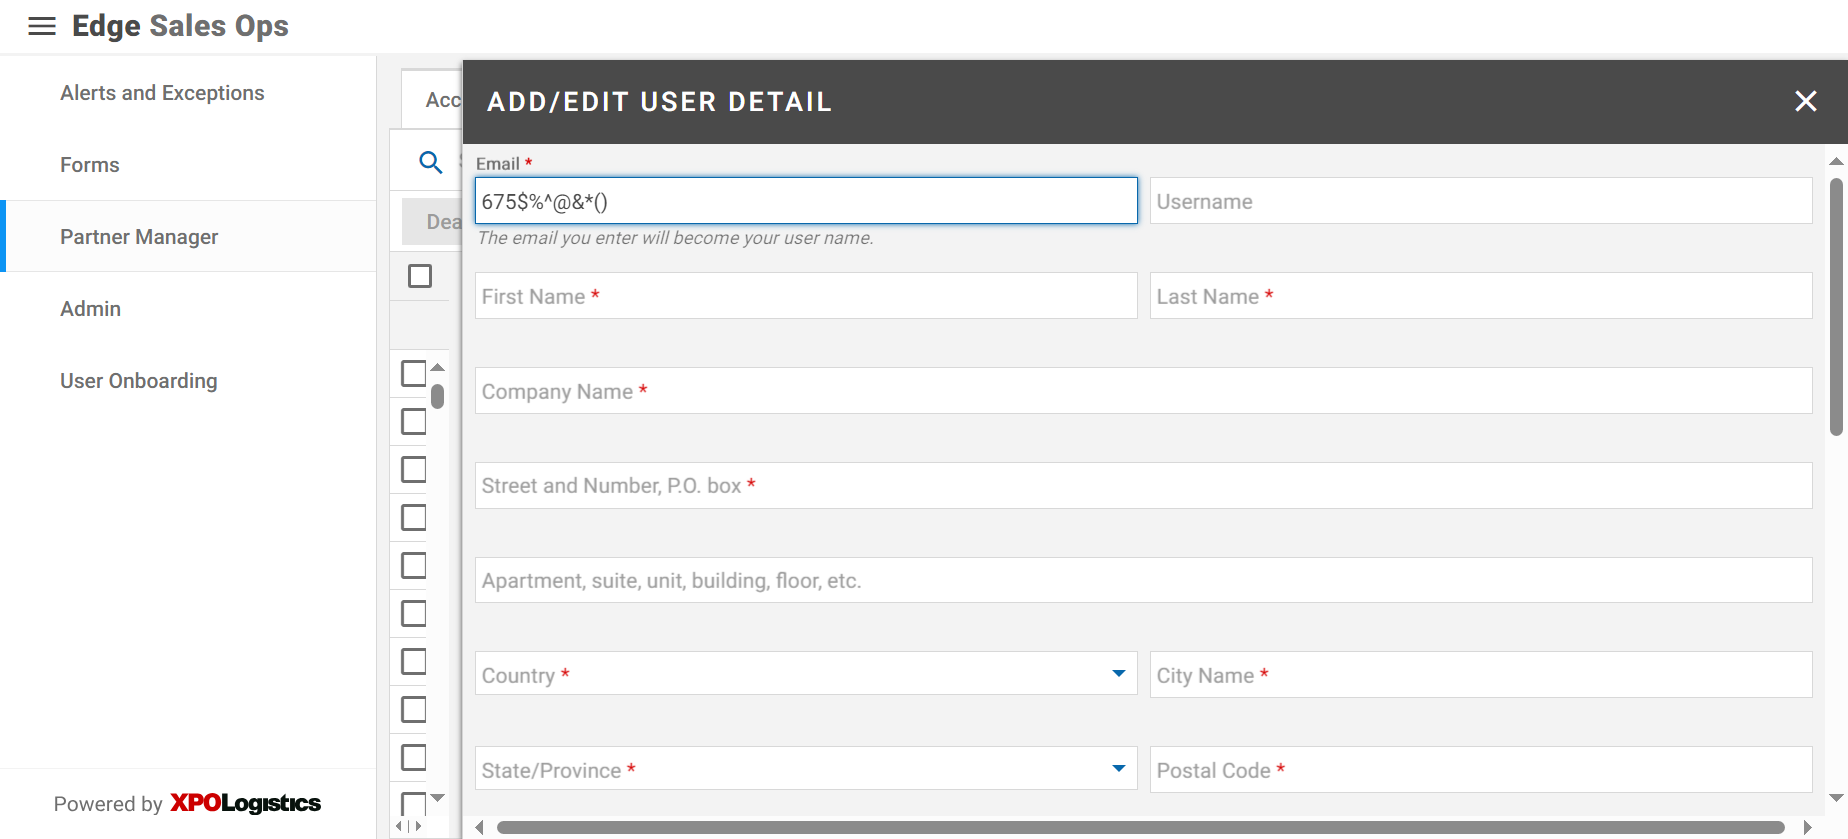 Edge Sales Ops
Alerts and Exceptions
Forms
Partner Manager
Admin
User Onboarding
Powered by XPOLogistics
Acc
Dea
ADD/EDIT USER DETAIL
Email *
675$%^@&*()
Username
The email you enter will become your user name.
First Name *
Last Name *
Company Name *
Street and Number, P.O. box *
Apartment, suite, unit, building, floor, etc.
Country *
City Name *
State/Province *
Postal Code *